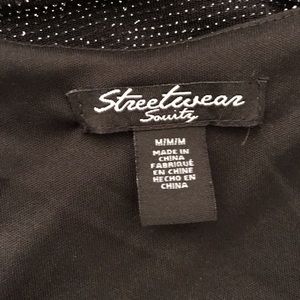 Streetwear
Society
M/M/M
MADE IN
CHINA
FABRIQUÉ
EN CHINE
HECHO EN
CHINA